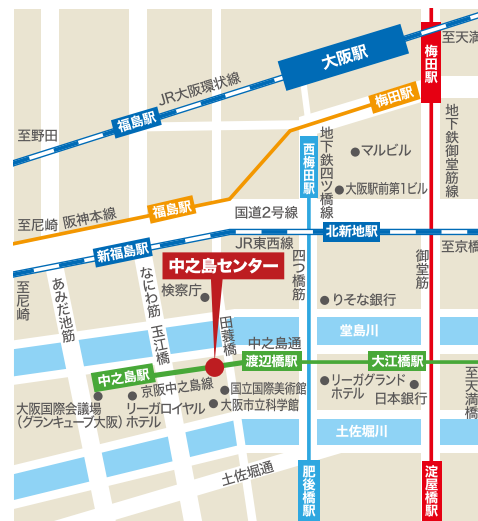 至天満
大阪駅
梅田駅
JR大阪環状線
梅田駅
福島駅
至野田
地下鉄御堂筋線
地下鉄四ツ橋線
西梅田駅
マルビル
大阪駅前第1ビル
福島駅
国道2号線
至尼崎
阪神本線
北新地駅
JR東西線
新福島駅
至京橋
中之島センター
四つ橋筋
御堂筋
至尼崎
あみだ池筋
なにわ筋
検察庁
りそな銀行
玉江橋
田蓑橋
堂島川
中之島通
渡辺橋駅
大江橋駅
中之島駅
京阪中之島線
国立国際美術館
リーガグランド
ホテル
至天満橋
日本銀行
大阪国際会議場
(グランキューブ大阪)
リーガロイヤル
ホテル
大阪市立科学館
土佐堀川
土佐堀通
肥後橋駅
淀屋橋駅